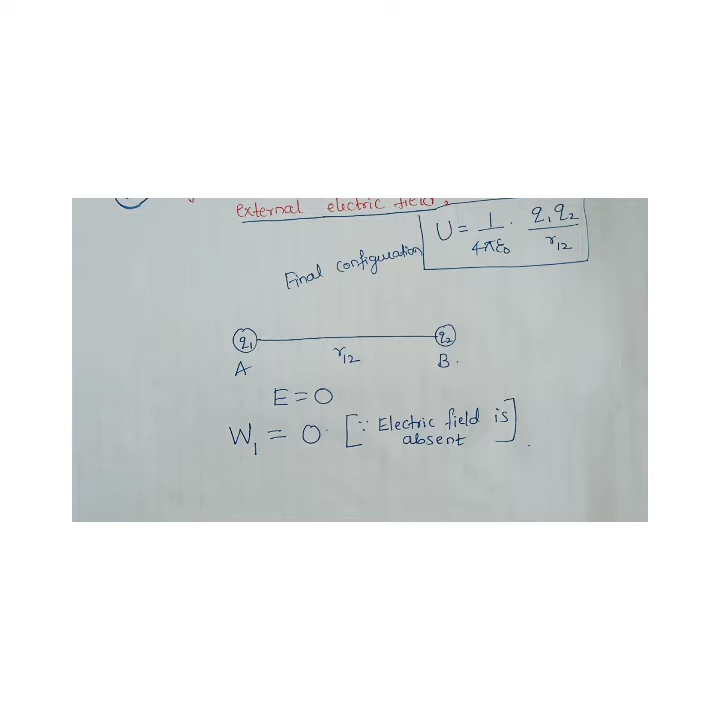 external electric field.
U = 1/4πε₀ · q₁q₂/r₁₂
Final configuration
q₁ q₂
r₁₂
A B.
E = 0
W₁ = 0. [∵ Electric field is absent].